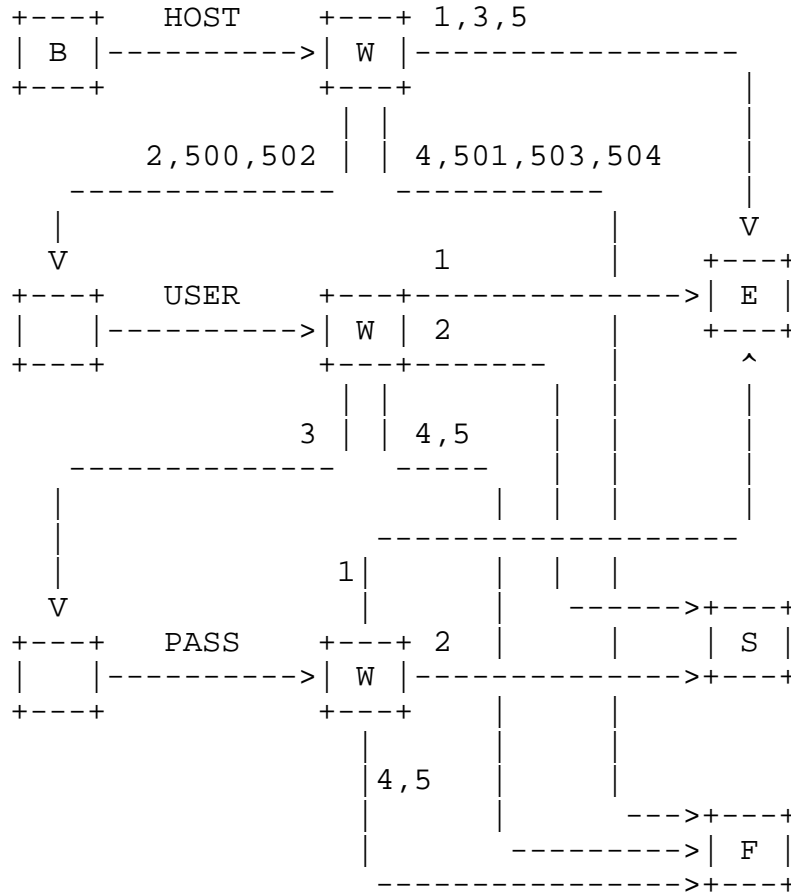 HOST 1,3,5
B W
2,500,502 4,501,503,504
V
V 1
USER E
W 2
3 4,5
1
V
PASS 2 S
W
4,5
F